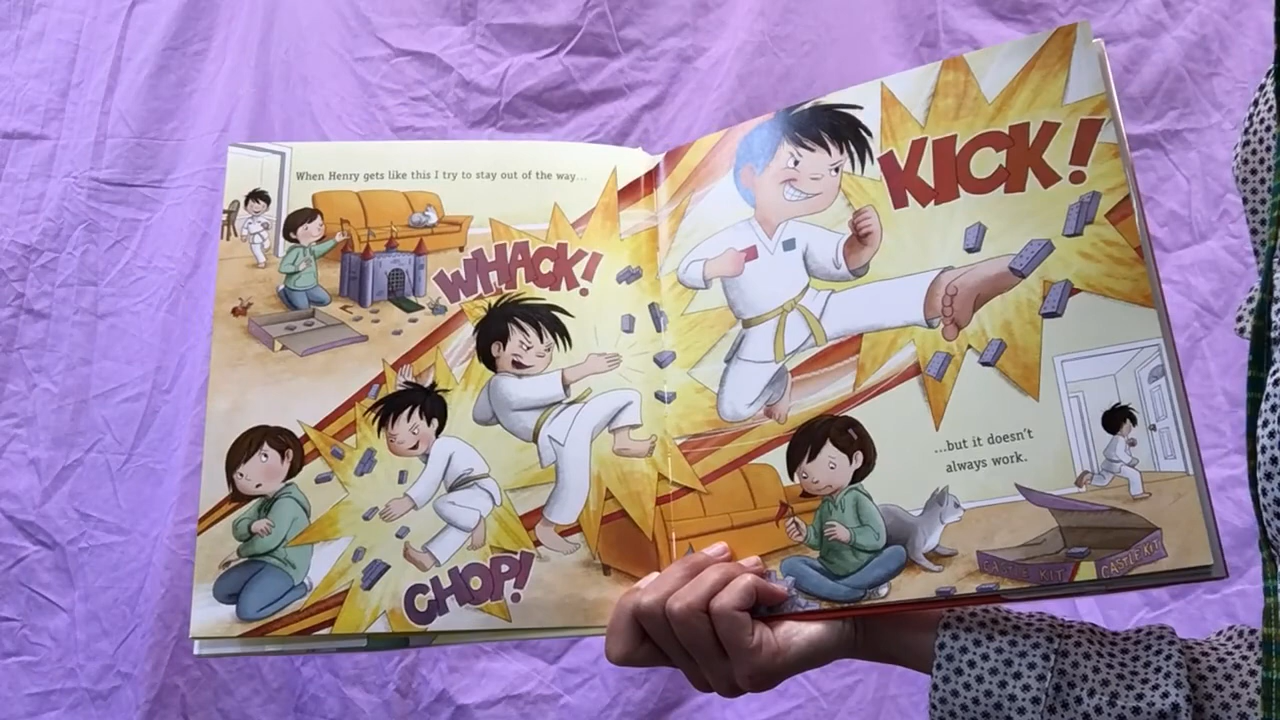 When Henry gets like this I try to stay out of the way...
WHACK!
CHOP!
KICK!
...but it doesn't
always work.
CASTLE KIT
CASTLE KIT